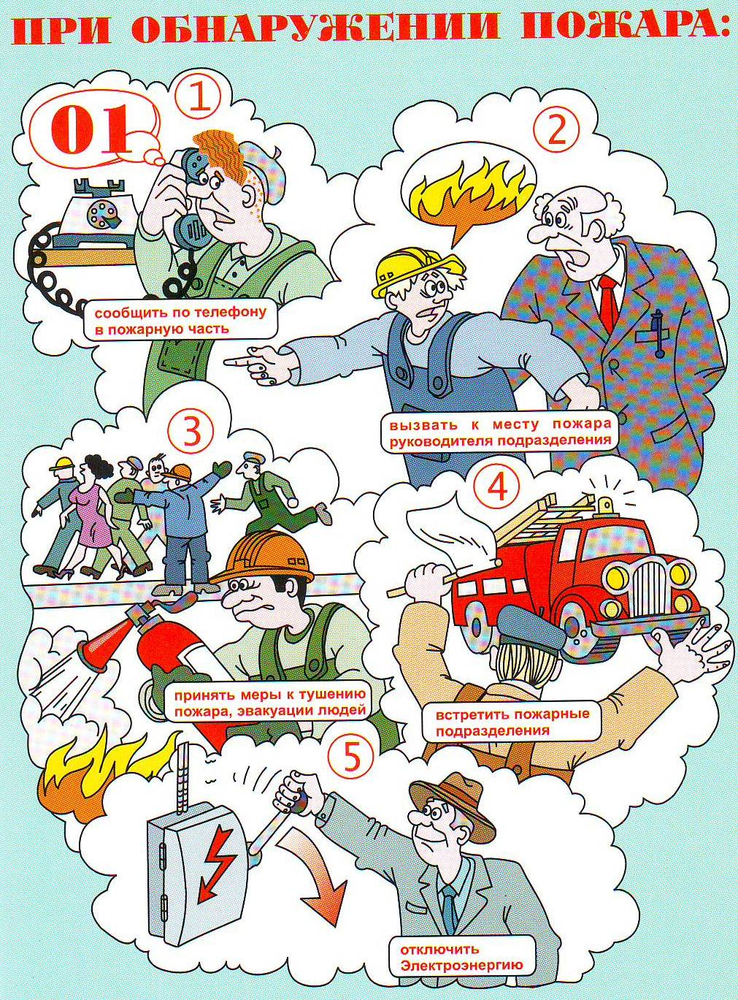 ПРИ ОБНАРУЖЕНИИ ПОЖАРА:
1
01
сообщить по телефону
в пожарную часть
2
вызвать к месту пожара
руководителя подразделения
3
принять меры к тушению
пожара, эвакуации людей
4
встретить пожарные
подразделения
5
отключить
Электроэнергию